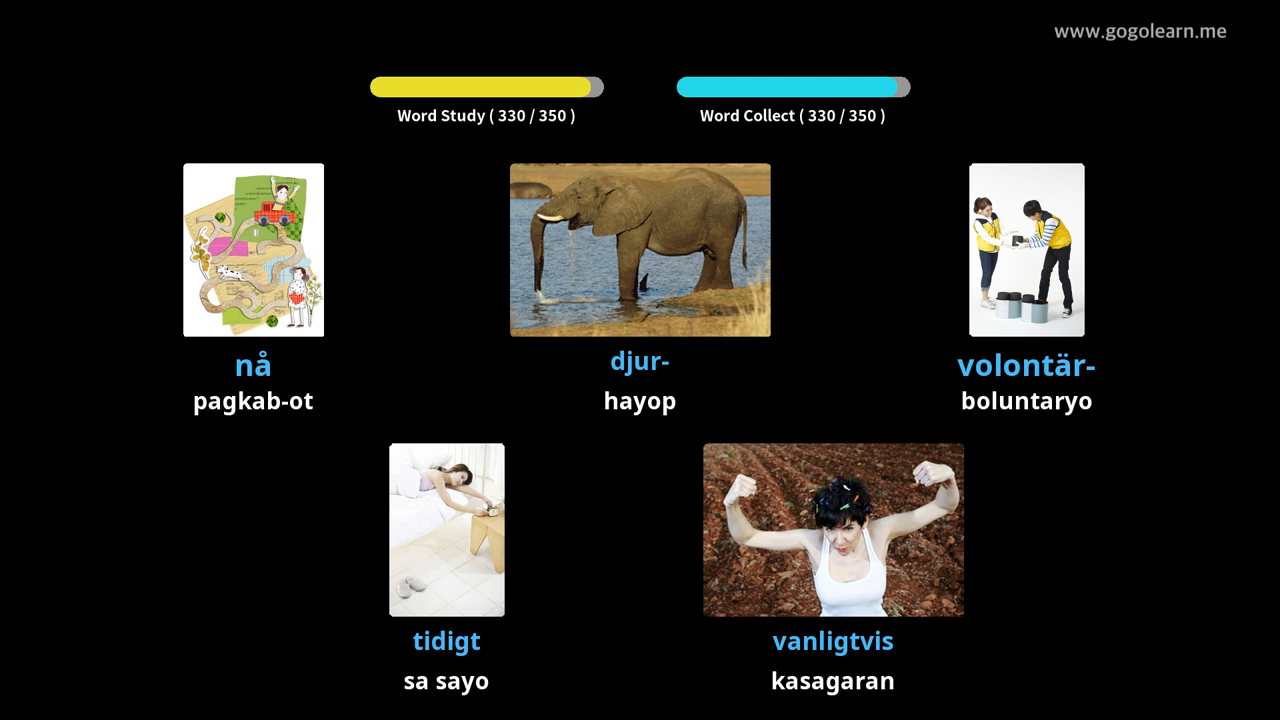 www.gogolearn.me
Word Study ( 330 / 350 )
Word Collect ( 330 / 350 )
nå
pagkab-ot
djur-
hayop
volontär-
boluntaryo
tidigt
sa sayo
vanligtvis
kasagaran